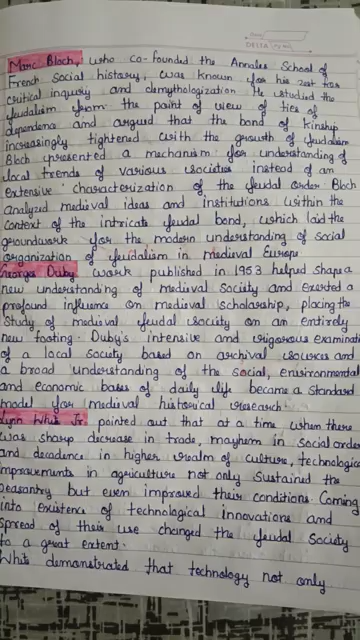 Marc Bloch, who co-founded the Annales School of
French social history, was known for his zest for
critical inquiry and demythologization. He studied the
feudalism from the point of view of ties of
dependence and argued that the bond of kinship
increasingly tightened with the growth of feudalism
Bloch presented a mechanism for understanding of
local trends of various societies instead of an
extensive characterization of the feudal order. Bloch
analyzed medieval ideas and institutions within the
context of the intricate feudal bond, which laid the
groundwork for the modern understanding of social
organization of feudalism in medieval Europe
Georges Duby work published in 1953 helped shape a
new understanding of medieval society and exerted a
profound influence on medieval scholarship, placing the
study of medieval feudal society on an entirely
new footing. Duby's intensive and rigorous examinati
of a local society based on archival sources and
a broad understanding of the social, environmental
and economic bases of daily life became a standard
model for medieval historical research.
Lynn White Jr. pointed out that at a time when there
was sharp decrease in trade, mayhem in social order
and decadence in higher realm of culture, technologica
improvements in agriculture not only sustained the
peasantry but even improved their conditions. Coming
into existence of technological innovations and
spread of their use changed the feudal society
to a great extent.
White demonstrated that technology not only